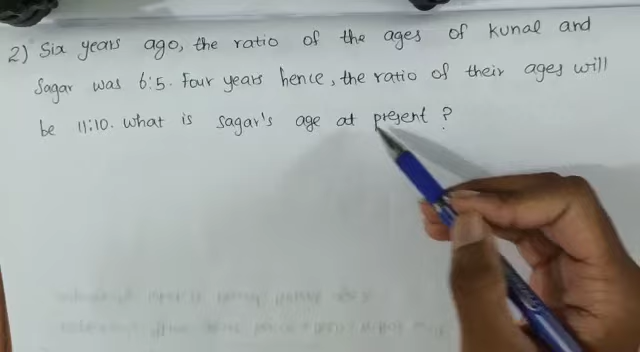 2) Six years ago, the ratio of the ages of Kunal and
Sagar was 6:5. Four years hence, the ratio of their ages will
be 11:10. What is Sagar's age at present ?